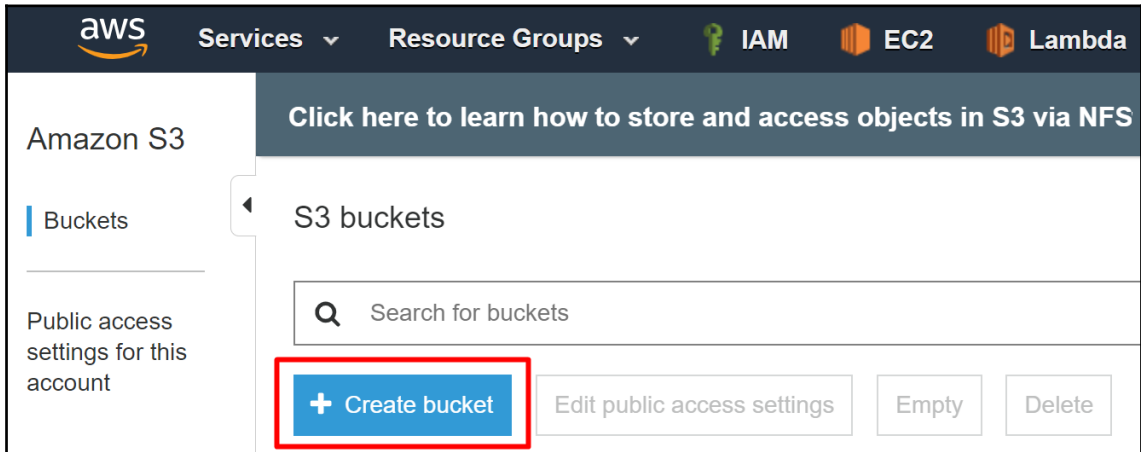 aws Services Resource Groups IAM EC2 Lambda
Click here to learn how to store and access objects in S3 via NFS
Amazon S3
Buckets
Public access
settings for this
account
S3 buckets
Search for buckets
+ Create bucket Edit public access settings Empty Delete